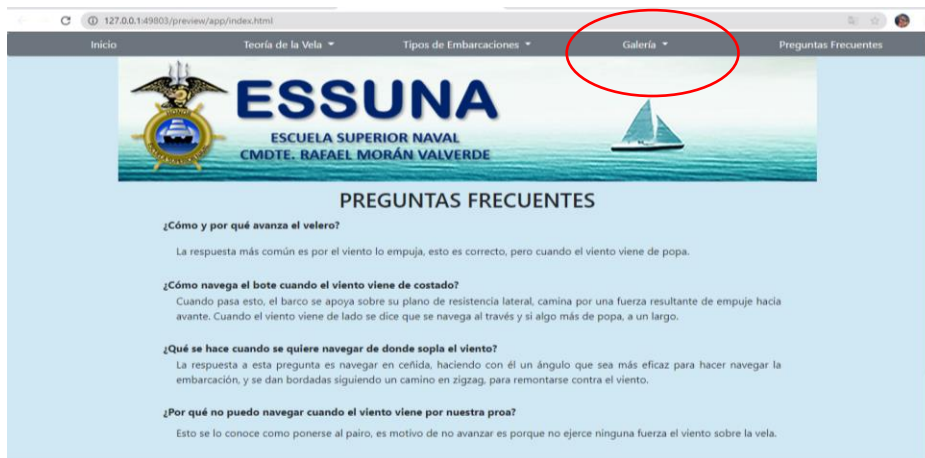 127.0.0.1:49803/preview/app/index.html
Inicio Teoría de la Vela Tipos de Embarcaciones Galería Preguntas Frecuentes
ESSUNA
ESCUELA SUPERIOR NAVAL
CMDTE. RAFAEL MORÁN VALVERDE
PREGUNTAS FRECUENTES
¿Cómo y por qué avanza el velero?
La respuesta más común es por el viento lo empuja, esto es correcto, pero cuando el viento viene de popa.
¿Cómo navega el bote cuando el viento viene de costado?
Cuando pasa esto, el barco se apoya sobre su plano de resistencia lateral, camina por una fuerza resultante de empuje hacia
avante. Cuando el viento viene de lado se dice que se navega al través y si algo más de popa, a un largo.
¿Qué se hace cuando se quiere navegar de donde sopla el viento?
La respuesta a esta pregunta es navegar en ceñida, haciendo con él un ángulo que sea más eficaz para hacer navegar la
embarcación, y se dan bordadas siguiendo un camino en zigzag, para remontarse contra el viento.
¿Por qué no puedo navegar cuando el viento viene por nuestra proa?
Esto se lo conoce como ponerse al pairo, es motivo de no avanzar es porque no ejerce ninguna fuerza el viento sobre la vela.